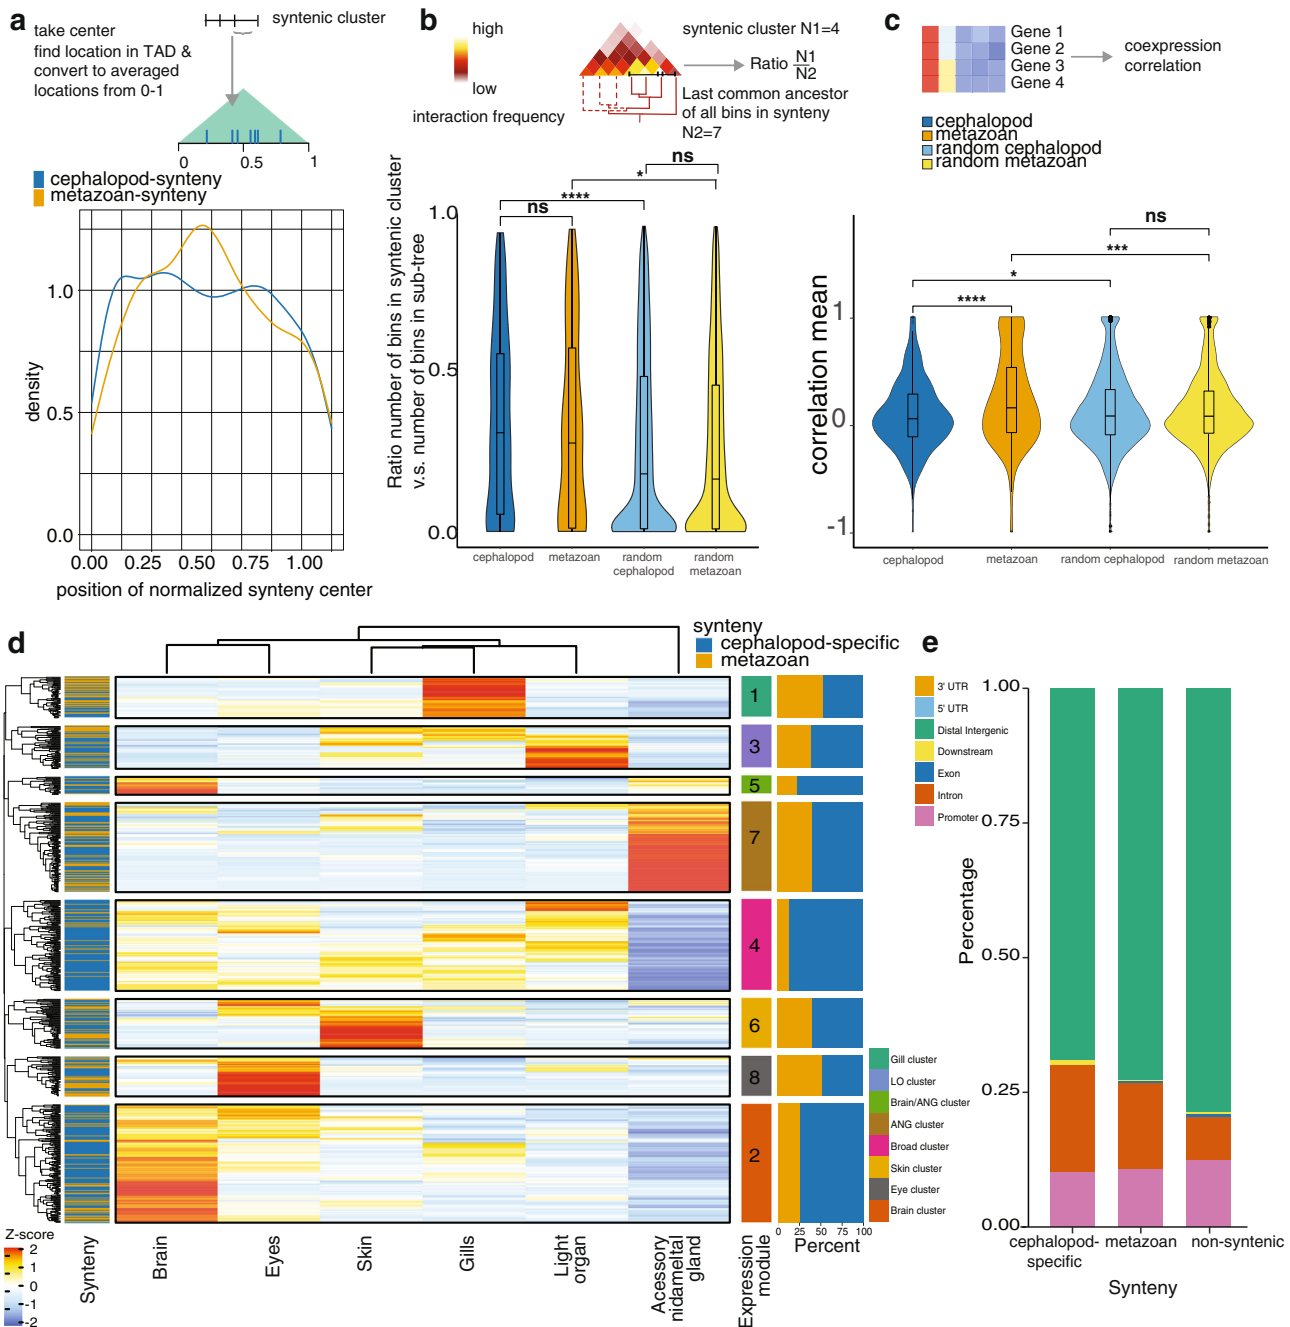 a
syntenic cluster
take center
find location in TAD &
convert to averaged
locations from 0-1
0
0.5
1
cephalopod-synteny
metazoan-synteny
density
1.0
0.5
0.0
0.00 0.25 0.50 0.75 1.00
position of normalized synteny center
b
high
low
interaction frequency
syntenic cluster N1=4
Ratio N1
N2
Last common ancestor
of all bins in synteny
N2=7
ns
*
****
ns
Ratio number of bins in syntenic cluster
v.s. number of bins in sub-tree
1.0
0.5
0.0
cephalopod metazoan random
cephalopod
random
metazoan
c
Gene 1
Gene 2
Gene 3
Gene 4
coexpression
correlation
cephalopod
metazoan
random cephalopod
random metazoan
ns
***
*
****
correlation mean
1
0
-1
cephalopod metazoan random cephalopod random metazoan
d
synteny
cephalopod-specific
metazoan
1
3
5
7
4
6
8
2
Gill cluster
LO cluster
Brain/ANG cluster
ANG cluster
Broad cluster
Skin cluster
Eye cluster
Brain cluster
0 25 50 75 100
Percent
Z-score
2
1
0
-1
-2
Synteny
Brain
Eyes
Skin
Gills
Light
organ
Acessory
nidameltal
gland
Expression
module
e
3' UTR
5' UTR
Distal Intergenic
Downstream
Exon
Intron
Promoter
Percentage
1.00
0.75
0.50
0.25
0.00
cephalopod-
specific
metazoan
non-syntenic
Synteny